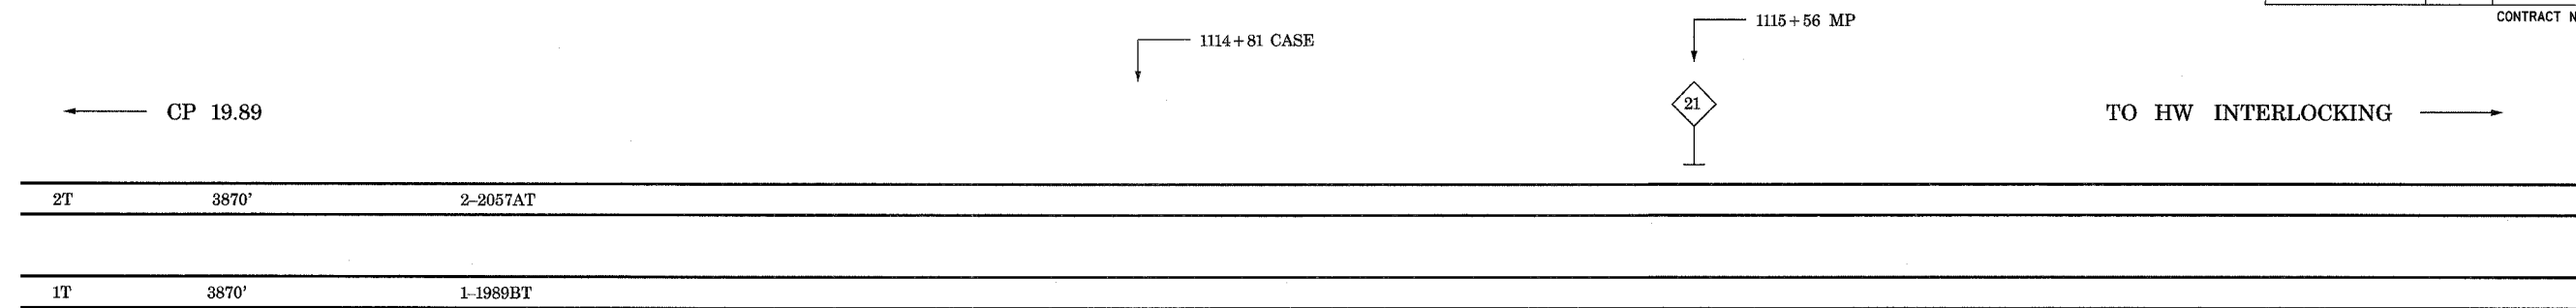 CONTRACT N
1115+56 MP
1114+81 CASE
21
CP 19.89
TO HW INTERLOCKING
2T 3870' 2-2057AT
1T 3870' 1-1989BT